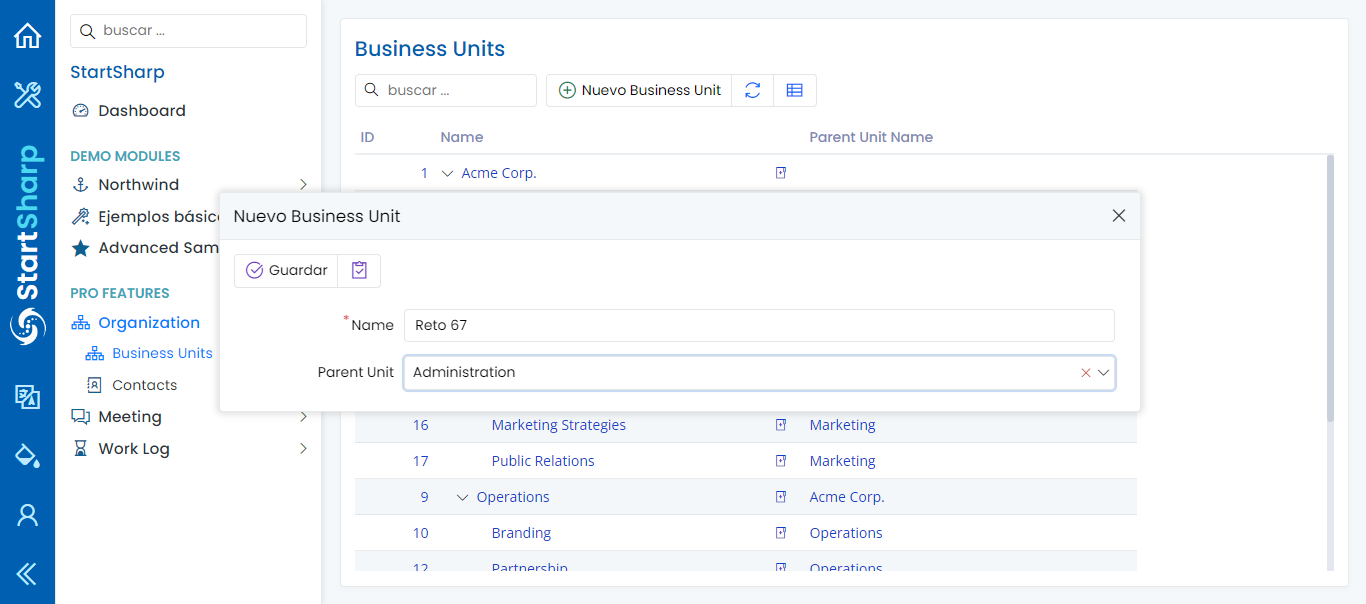 StartSharp
buscar ...
StartSharp
Dashboard
DEMO MODULES
Northwind
Ejemplos básic
Advanced Sam
PRO FEATURES
Organization
Business Units
Contacts
Meeting
Work Log
Business Units
buscar ...
Nuevo Business Unit
ID Name Parent Unit Name
1 Acme Corp.
Nuevo Business Unit
Guardar
* Name Reto 67
Parent Unit Administration
16 Marketing Strategies Marketing
17 Public Relations Marketing
9 Operations Acme Corp.
10 Branding Operations
12 Partnership Operations